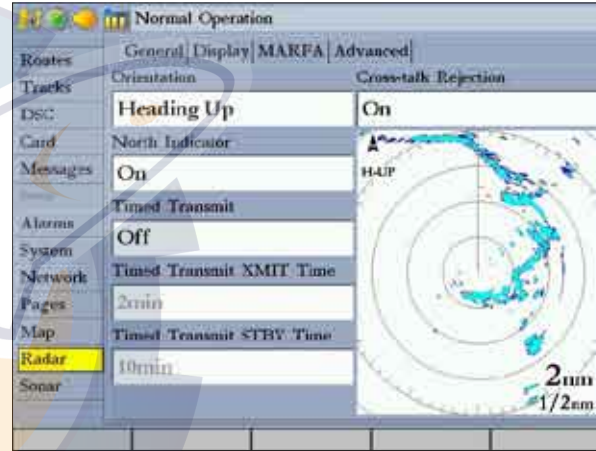 Normal Operation
General Display MARFA Advanced
Routes
Tracks
DSC
Card
Messages
Alarms
System
Network
Pages
Map
Radar
Sonar
Orientation
Heading Up
North Indicator
On
Timed Transmit
Off
Timed Transmit XMIT Time
2min
Timed Transmit STBY Time
10min
Cross-talk Rejection
On
H-UP
2nm
1/2nm